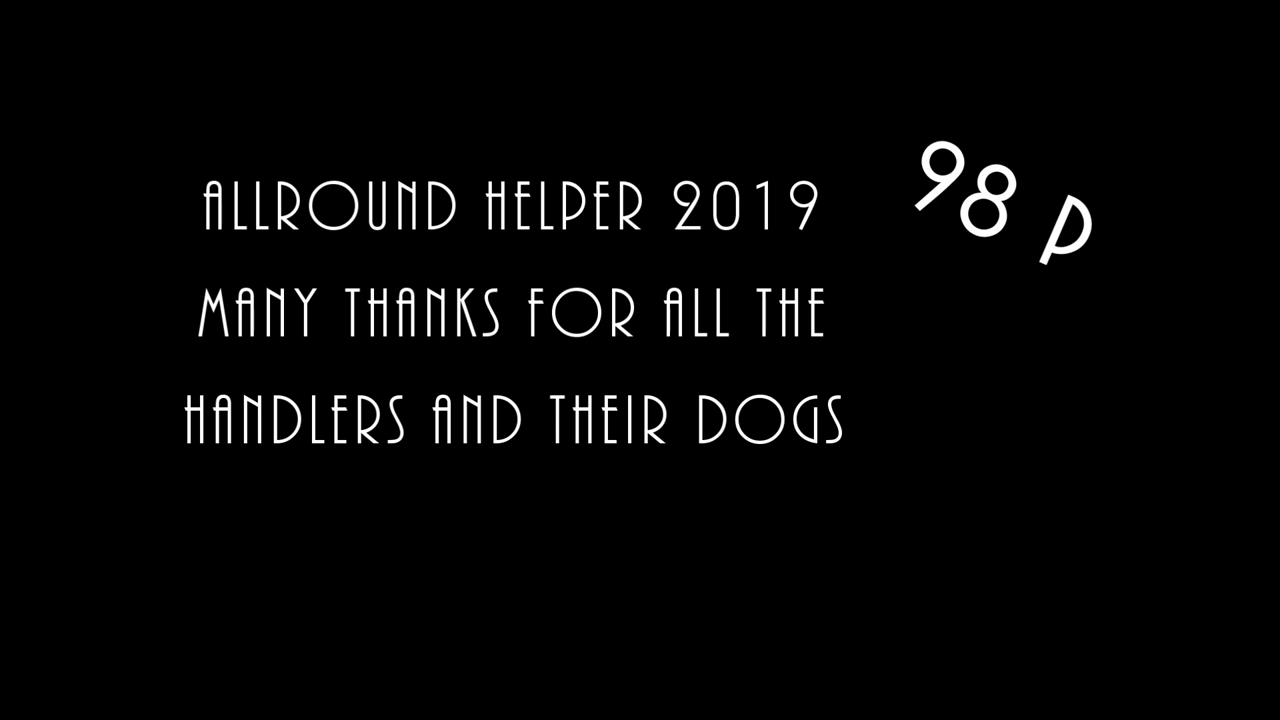 ALLROUND HELPER 2019
98 P
MANY THANKS FOR ALL THE
HANDLERS AND THEIR DOGS